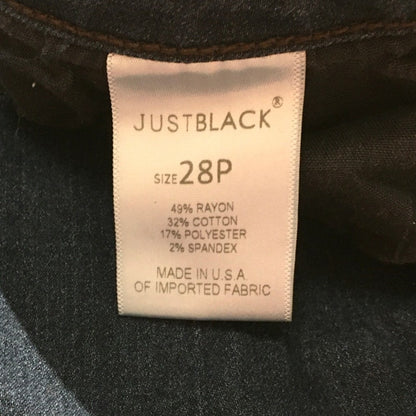 JUSTBLACK®
SIZE 28P
49% RAYON
32% COTTON
17% POLYESTER
2% SPANDEX
MADE IN U.S.A
OF IMPORTED FABRIC